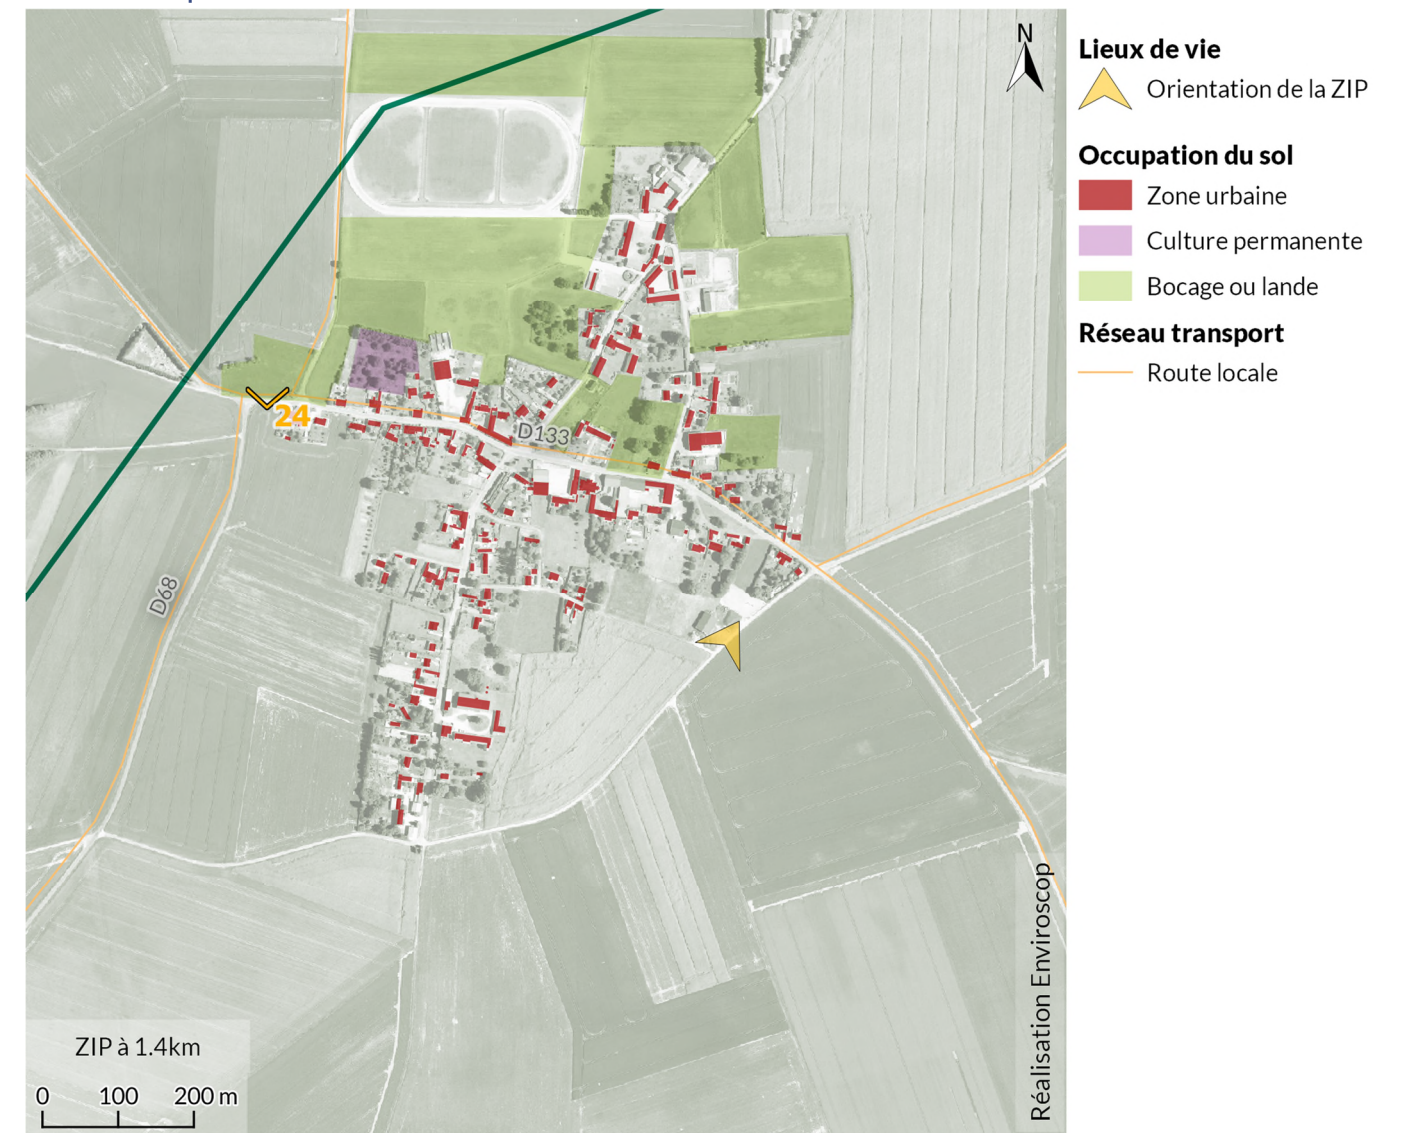 N
Lieux de vie
Orientation de la ZIP
Occupation du sol
Zone urbaine
Culture permanente
Bocage ou lande
Réseau transport
Route locale
24
D133
D68
Réalisation Enviroscop
ZIP à 1.4km
0 100 200 m